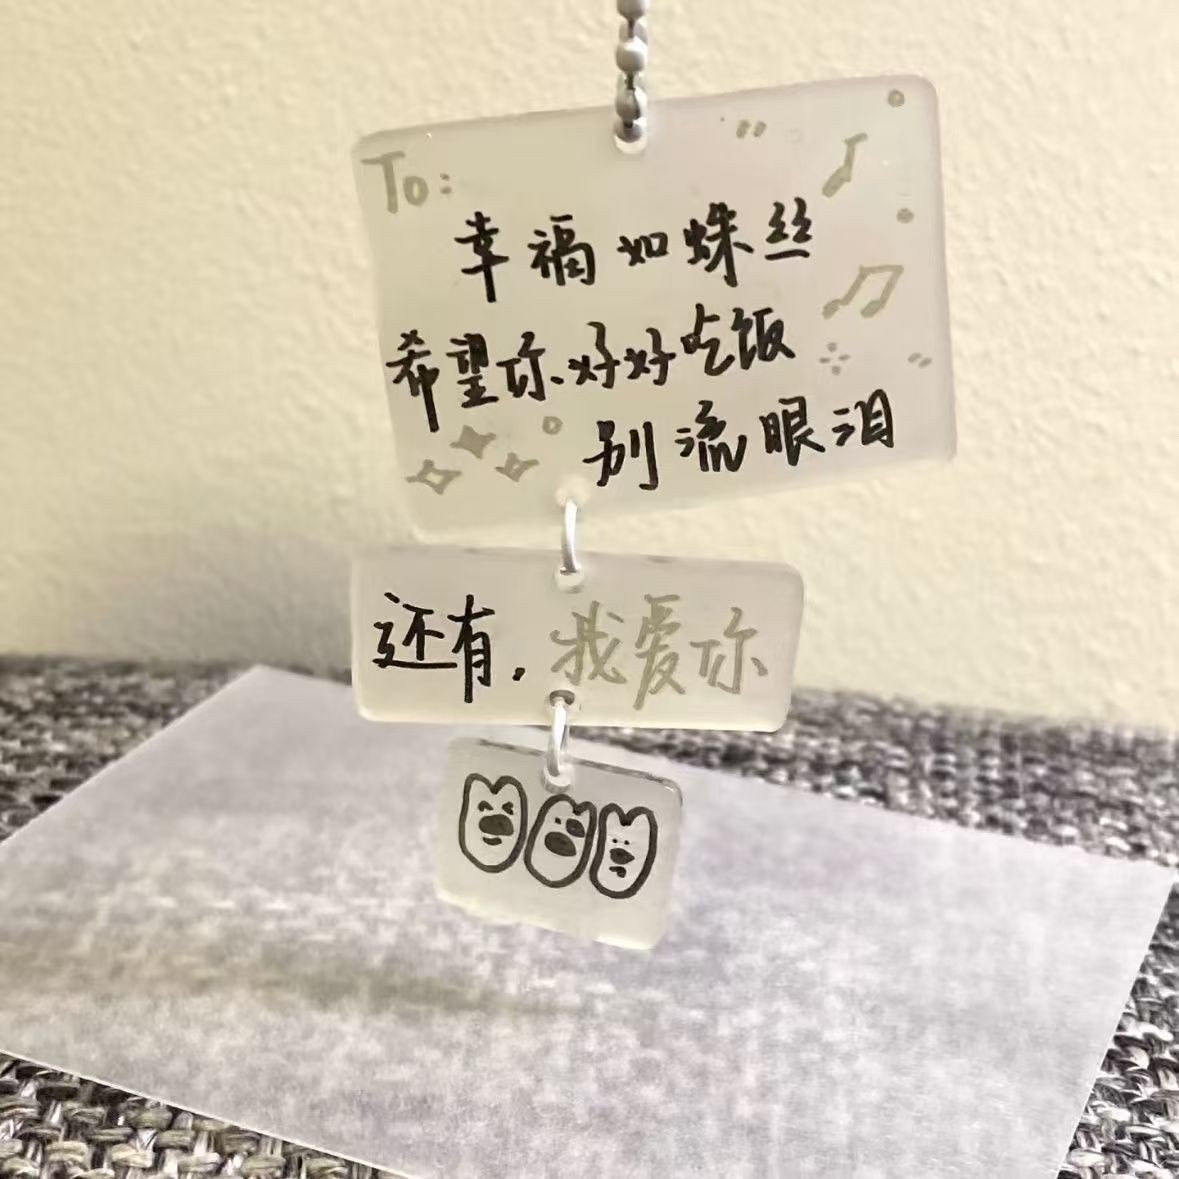 To:
幸福如蛛丝
希望你好好吃饭
别流眼泪
还有,我爱你